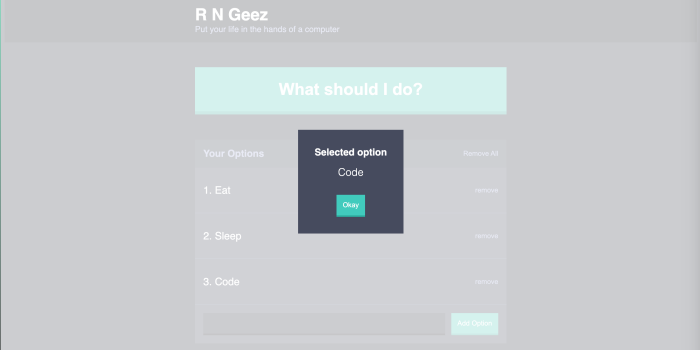 R N Geez
Put your life in the hands of a computer
What should I do?
Your Options
Remove All
Selected option
Code
Okay
1. Eat
remove
2. Sleep
remove
3. Code
remove
Add Option